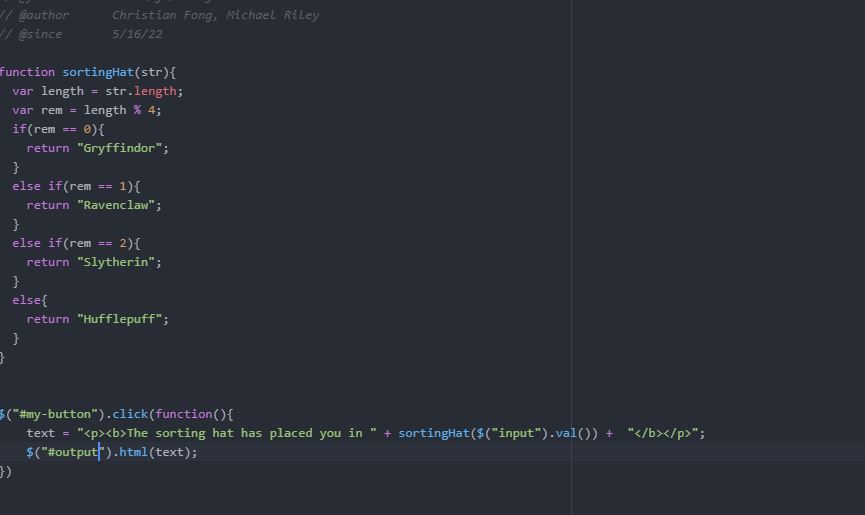 // @author      Christian Fong, Michael Riley
// @since       5/16/22
function sortingHat(str){
  var length = str.length;
  var rem = length % 4;
  if(rem == 0){
    return "Gryffindor";
  }
  else if(rem == 1){
    return "Ravenclaw";
  }
  else if(rem == 2){
    return "Slytherin";
  }
  else{
    return "Hufflepuff";
  }
}
$("#my-button").click(function(){
    text = "<p><b>The sorting hat has placed you in " + sortingHat($("input").val()) +  "</b></p>";
    $("#output").html(text);
})